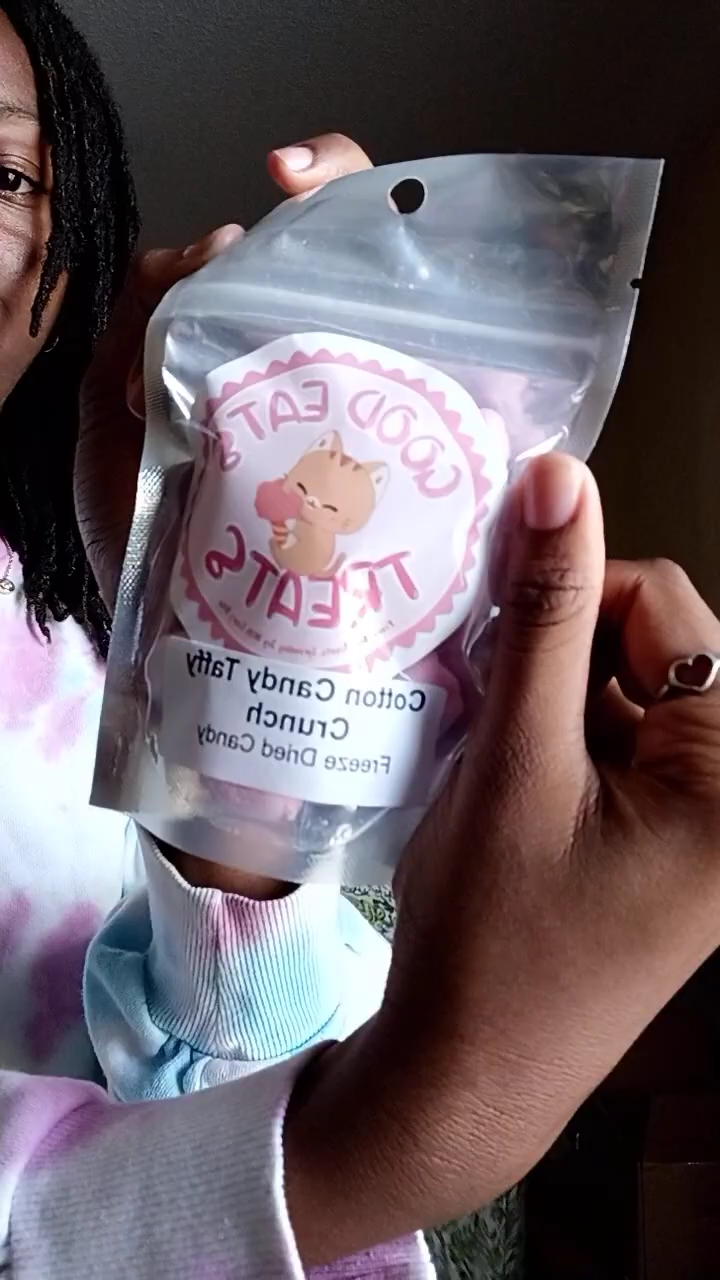 GOOD EATS
&
TREATS
Cotton Candy Taffy
Crunch
Freeze Dried Candy